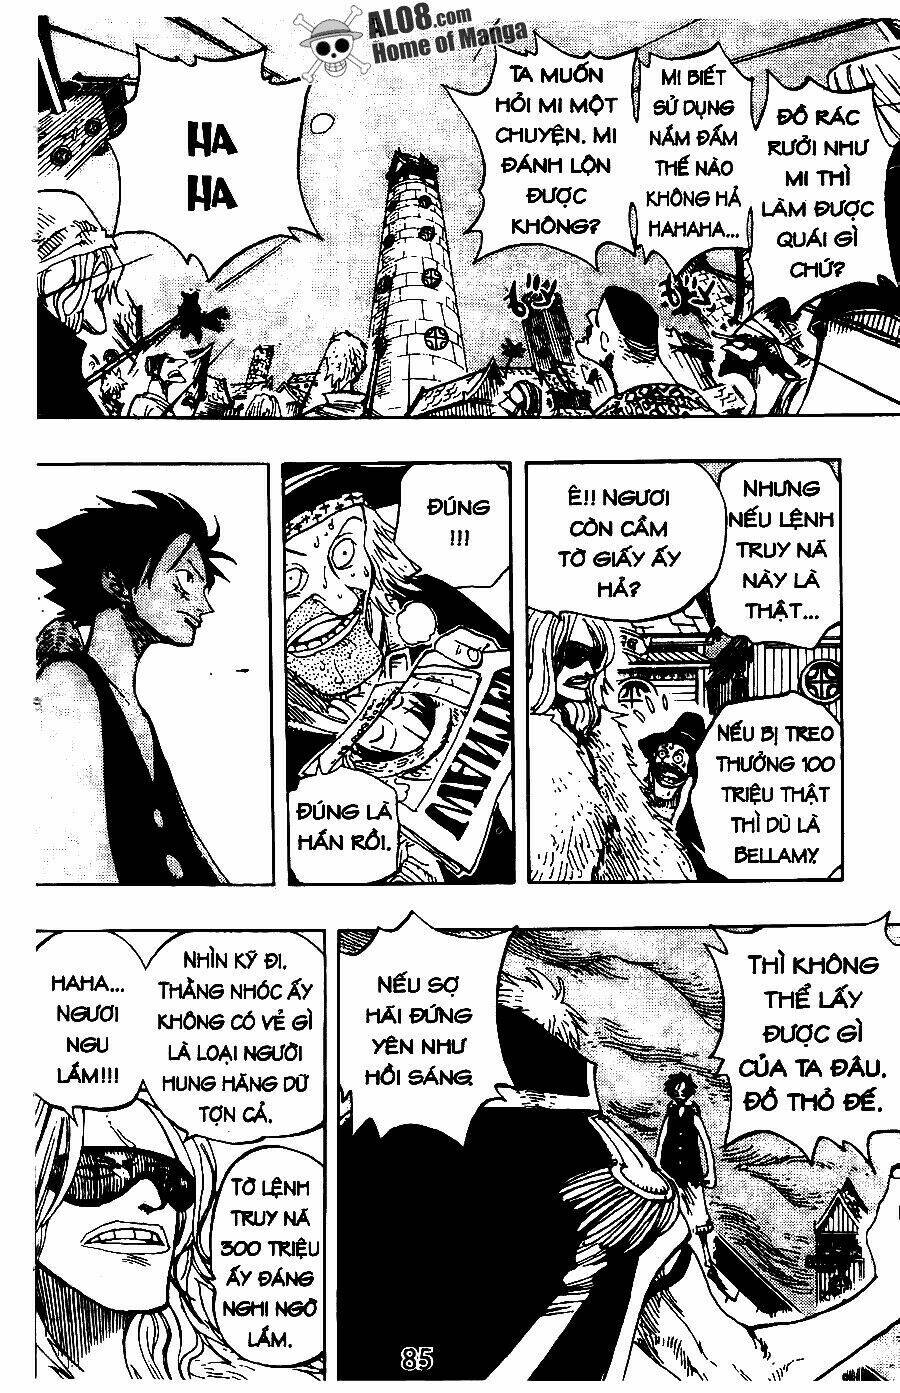 AL08.com
Home of Manga
ĐỒ RÁC
RƯỞI NHƯ
MI THÌ
LÀM ĐƯỢC
QUÁI GÌ
CHỨ?
MI BIẾT
SỬ DỤNG
NẮM ĐẤM
THẾ NÀO
KHÔNG HẢ
HAHAHA...
TA MUỐN
HỎI MI MỘT
CHUYỆN. MI
ĐÁNH LỘN
ĐƯỢC
KHÔNG?
HA
HA
NHƯNG
NẾU LỆNH
TRUY NÃ
NÀY LÀ
THẬT...
Ê!! NGƯƠI
CÒN CẦM
TỜ GIẤY ẤY
HẢ?
NẾU BỊ TREO
THƯỞNG 100
TRIỆU THẬT
THÌ DÙ LÀ
BELLAMY.
ĐÚNG
!!!
WANTED
ĐÚNG LÀ
HẮN RỒI.
THÌ KHÔNG
THỂ LẤY
ĐƯỢC GÌ
CỦA TA ĐÂU.
ĐỒ THỎ ĐẾ.
NẾU SỢ
HÃI ĐỨNG
YÊN NHƯ
HỒI SÁNG.
NHÌN KỸ ĐI.
THẰNG NHÓC ẤY
KHÔNG CÓ VẺ GÌ
LÀ LOẠI NGƯỜI
HUNG HĂNG DỮ
TỢN CẢ.
HAHA...
NGƯƠI
NGU
LẮM!!!
TỜ LỆNH
TRUY NÃ
300 TRIỆU
ẤY ĐÁNG
NGHI NGỜ
LẮM.
85